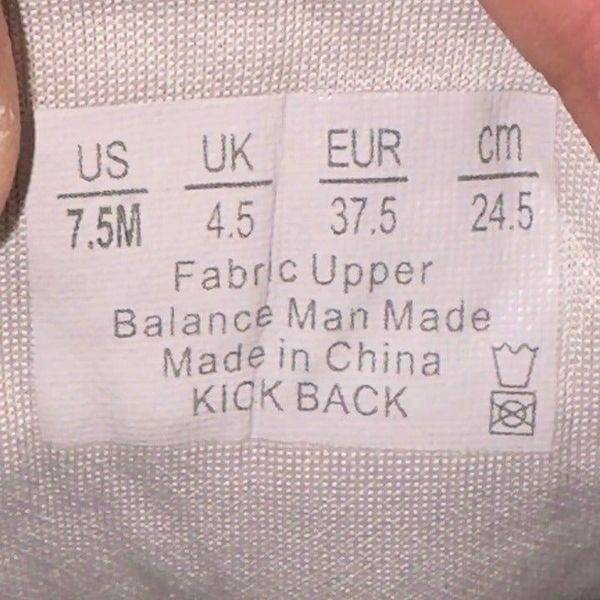 US UK EUR cm
7.5M 4.5 37.5 24.5
Fabric Upper
Balance Man Made
Made in China
KICK BACK